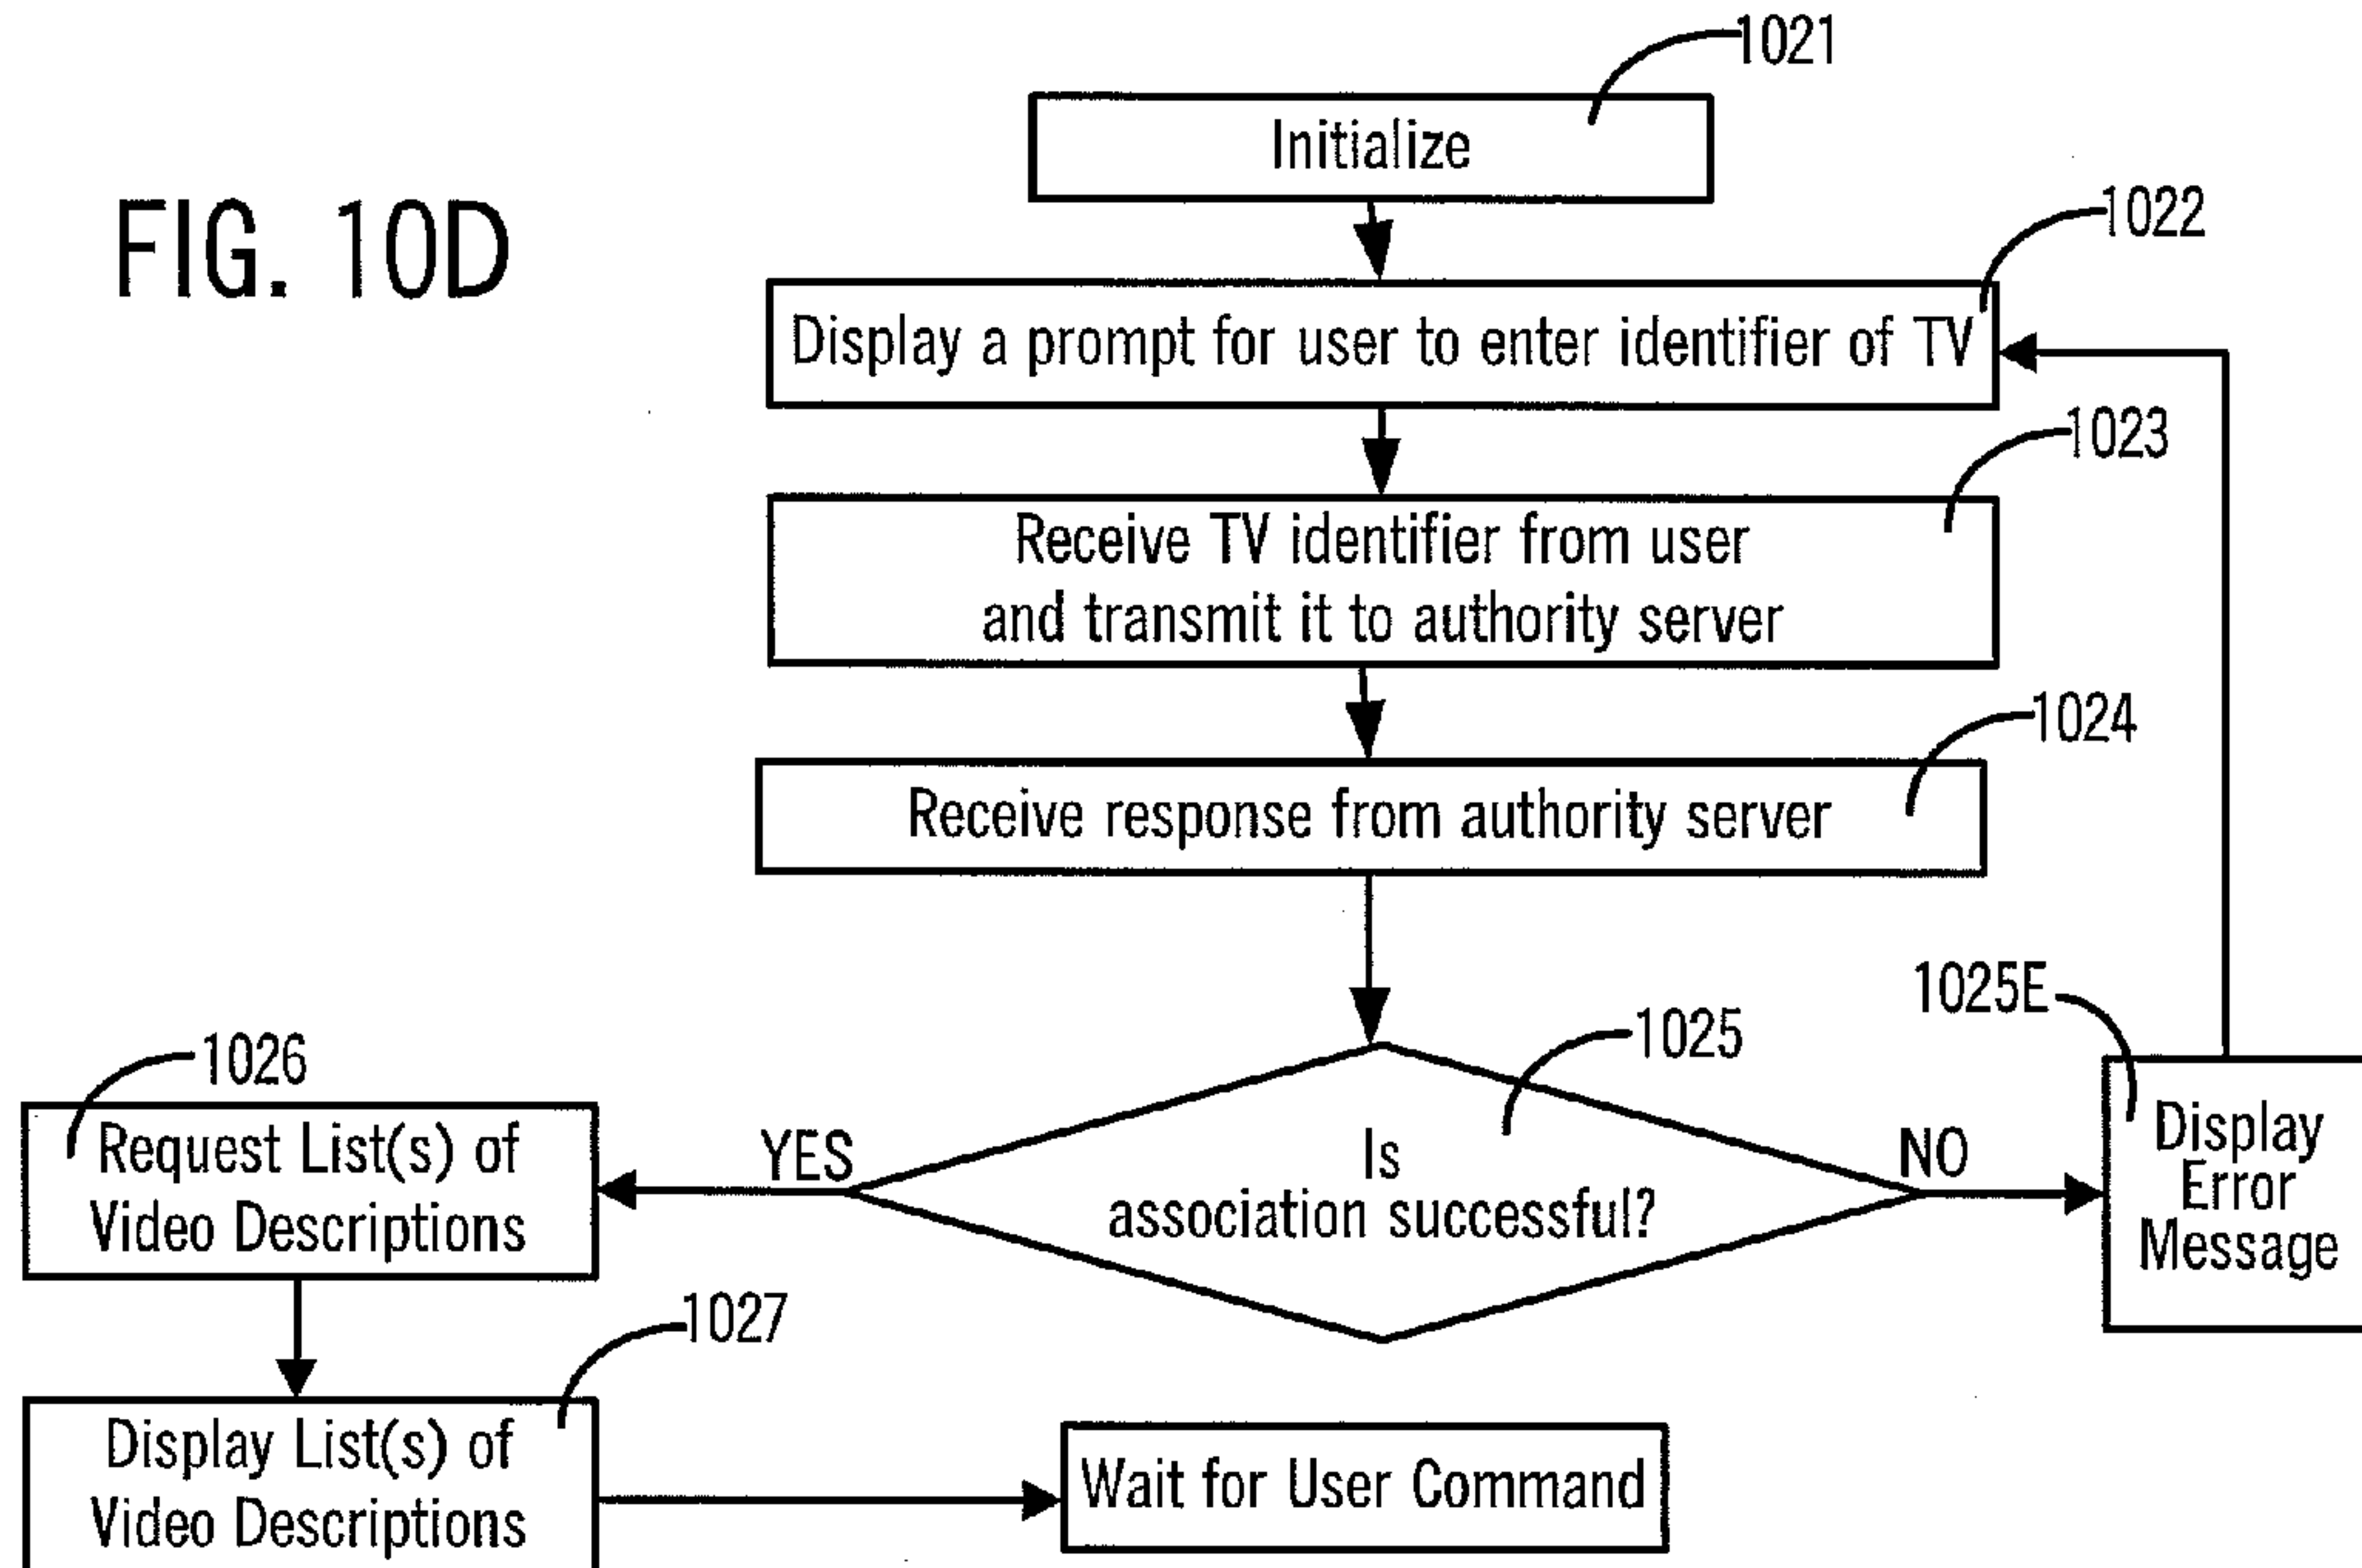 FIG. 10D
1021
Initialize
1022
Display a prompt for user to enter identifier of TV
1023
Receive TV identifier from user
and transmit it to authority server
1024
Receive response from authority server
1025
Is
association successful?
YES
NO
1025E
Display
Error
Message
1026
Request List(s) of
Video Descriptions
1027
Display List(s) of
Video Descriptions
Wait for User Command